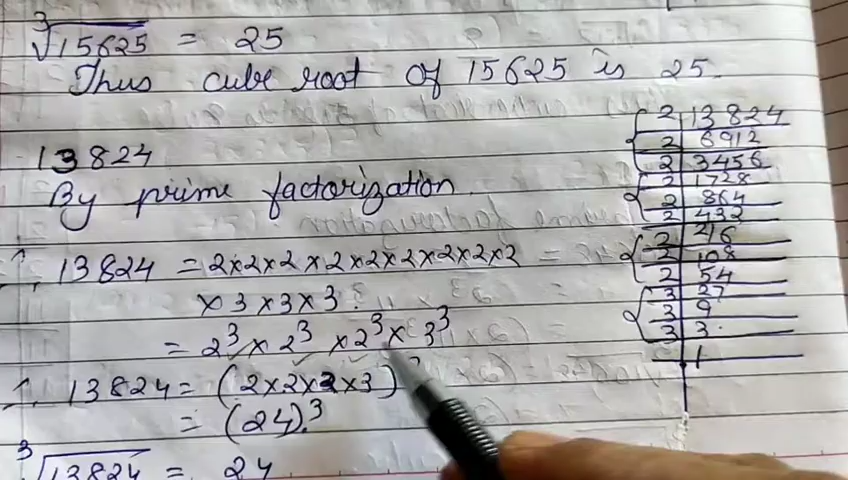 ∛15625 = 25
Thus cube root of 15625 is 25.
13824
By prime factorization
13824 = 2×2×2×2×2×2×2×2×2
×3×3×3
= 2³×2³×2³×3³
13824 = (2×2×2×3)³
= (24)³
∛13824 = 24
2 | 13824
2 | 6912
2 | 3456
2 | 1728
2 | 864
2 | 432
2 | 216
2 | 108
2 | 54
3 | 27
3 | 9
3 | 3
1